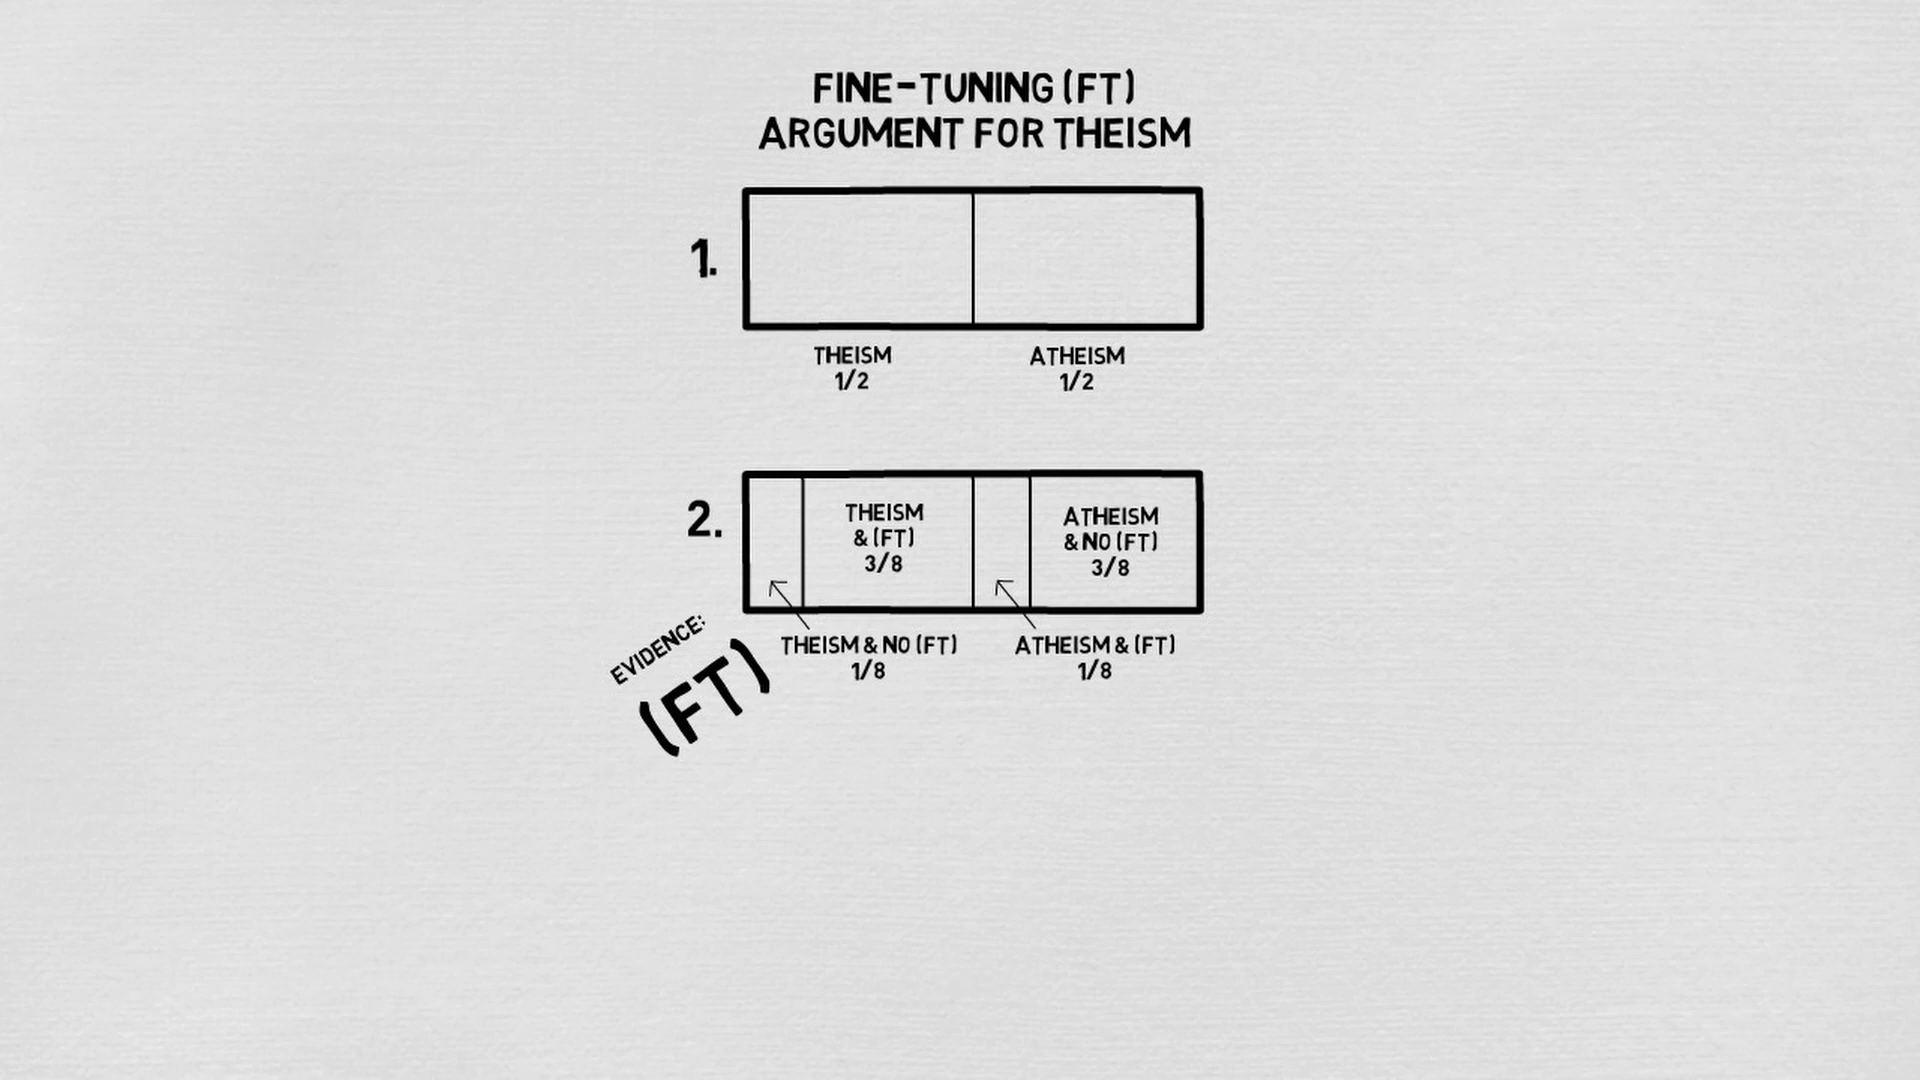 FINE-TUNING (FT)
ARGUMENT FOR THEISM
1.
THEISM
1/2
ATHEISM
1/2
2.
THEISM
& (FT)
3/8
ATHEISM
& NO (FT)
3/8
EVIDENCE:
(FT)
THEISM & NO (FT)
1/8
ATHEISM & (FT)
1/8